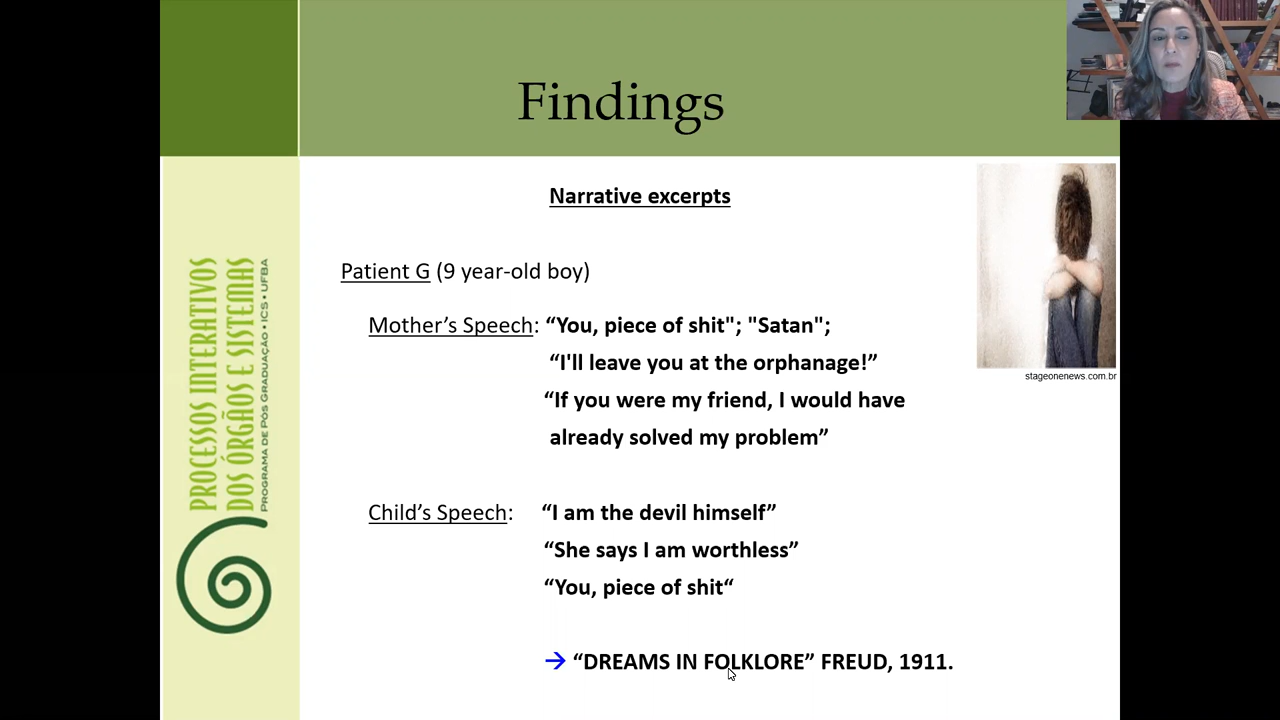 Findings
Narrative excerpts
Patient G (9 year-old boy)
Mother’s Speech: “You, piece of shit"; "Satan";
“I'll leave you at the orphanage!”
“If you were my friend, I would have
already solved my problem”
Child’s Speech: “I am the devil himself”
“She says I am worthless”
“You, piece of shit“
→ “DREAMS IN FOLKLORE” FREUD, 1911.
stageonenews.com.br
PROCESSOS INTERATIVOS
DOS ÓRGÃOS E SISTEMAS
PROGRAMA DE PÓS GRADUAÇÃO • ICS • UFBA